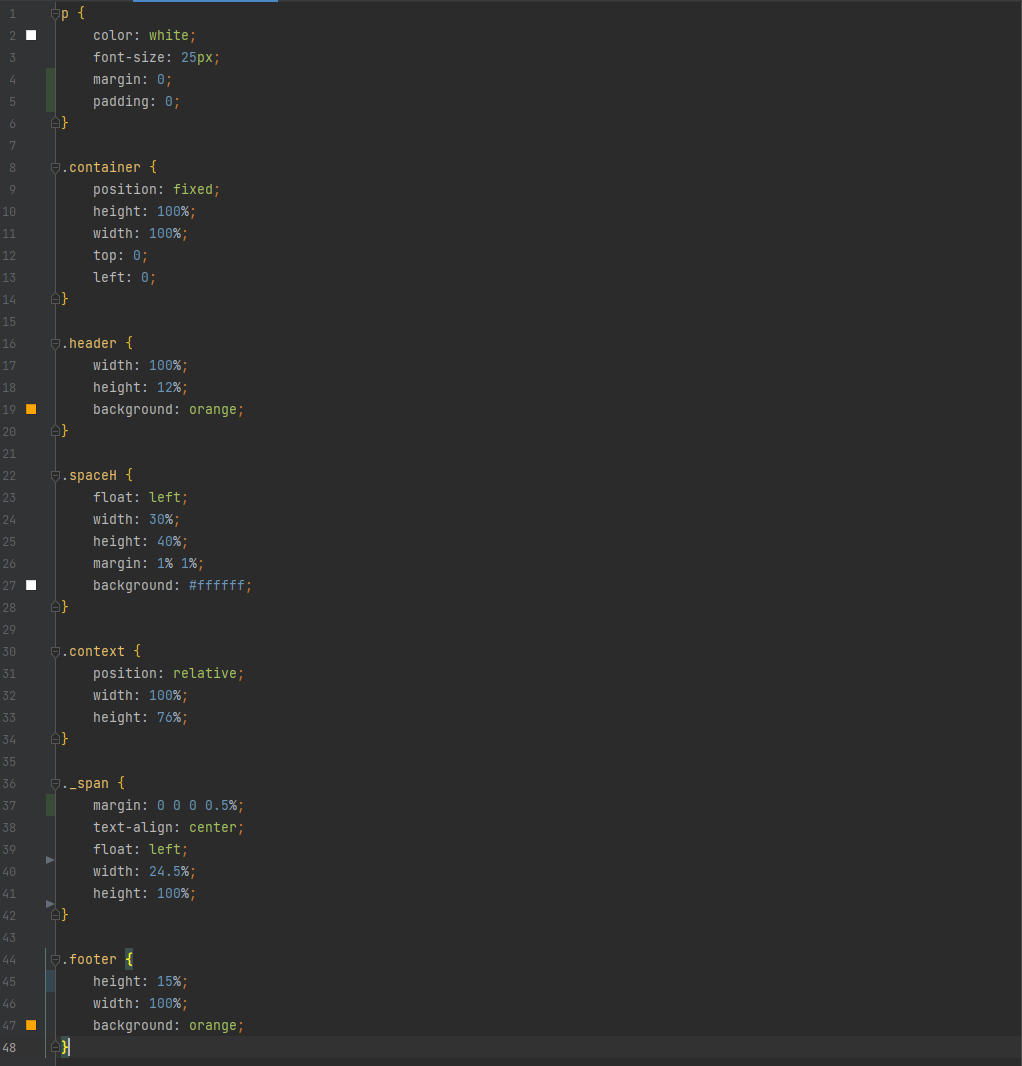 1 p {
2 color: white;
3 font-size: 25px;
4 margin: 0;
5 padding: 0;
6 }
7
8 .container {
9 position: fixed;
10 height: 100%;
11 width: 100%;
12 top: 0;
13 left: 0;
14 }
15
16 .header {
17 width: 100%;
18 height: 12%;
19 background: orange;
20 }
21
22 .spaceH {
23 float: left;
24 width: 30%;
25 height: 40%;
26 margin: 1% 1%;
27 background: #ffffff;
28 }
29
30 .context {
31 position: relative;
32 width: 100%;
33 height: 76%;
34 }
35
36 ._span {
37 margin: 0 0 0 0.5%;
38 text-align: center;
39 float: left;
40 width: 24.5%;
41 height: 100%;
42 }
43
44 .footer {
45 height: 15%;
46 width: 100%;
47 background: orange;
48 }